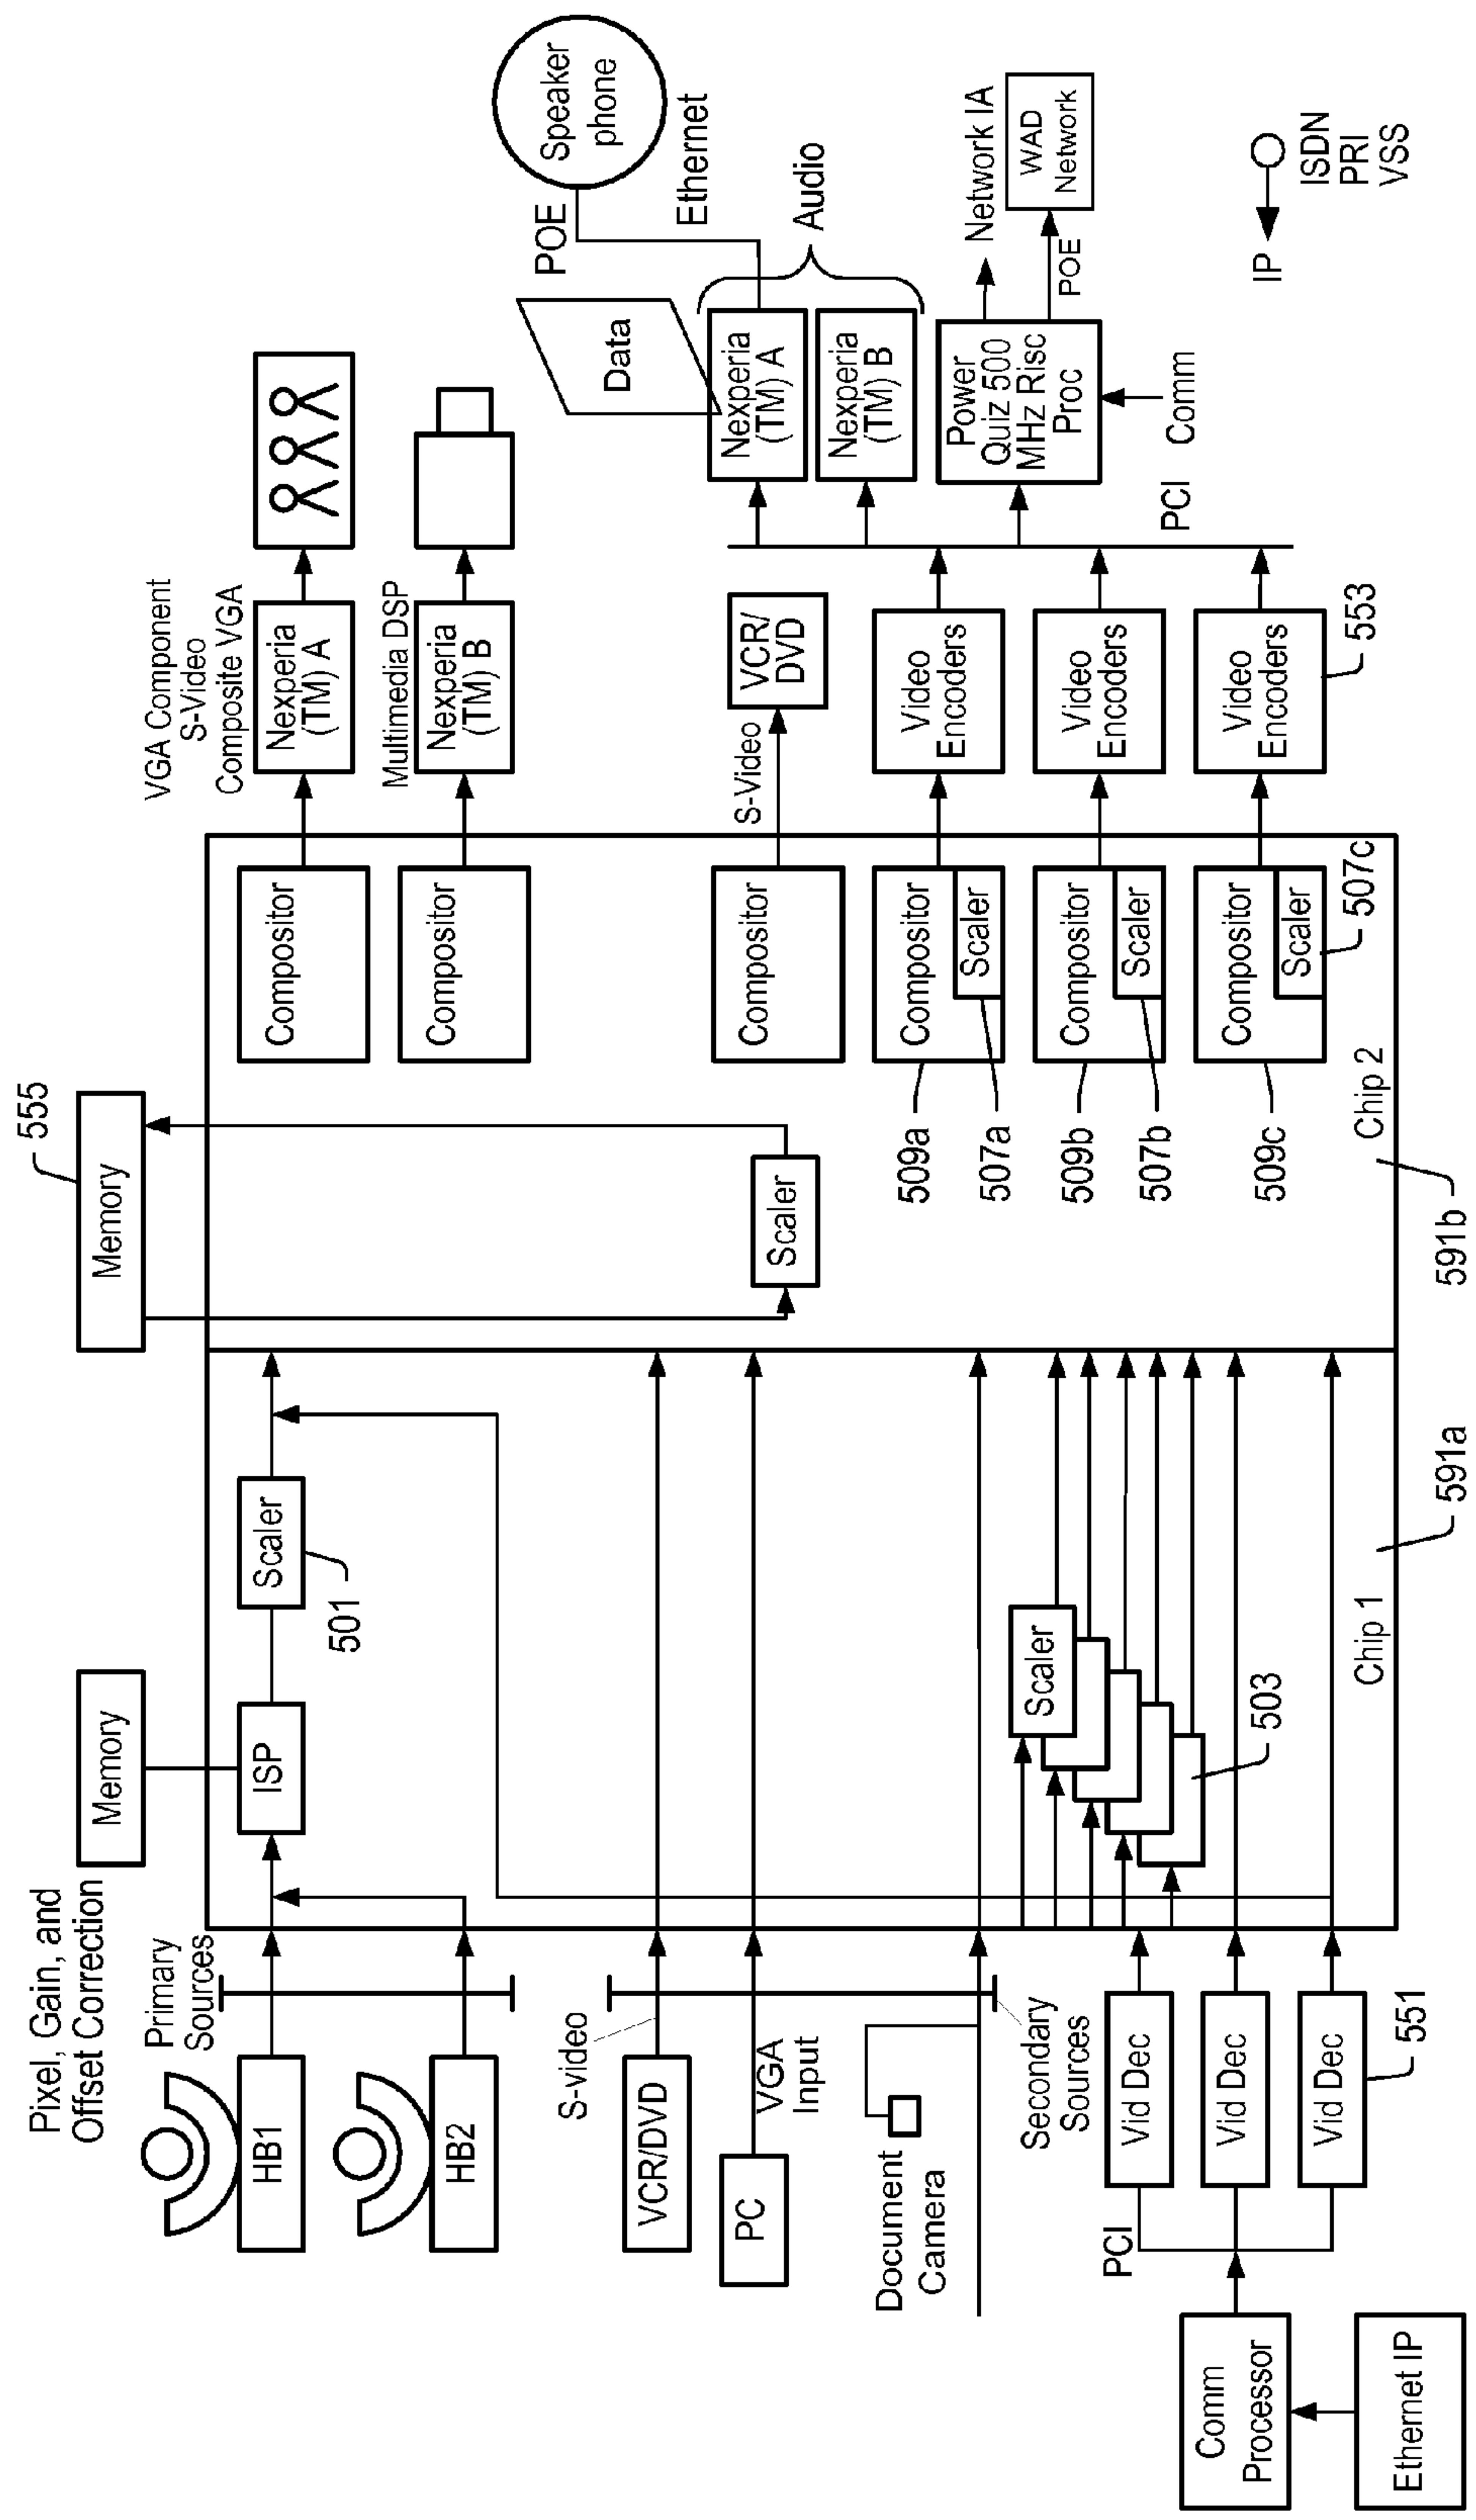 Pixel, Gain, and
Offset Correction
Memory
Memory
555
Primary
Sources
HB1
HB2
ISP
Scaler
501
Compositor
Compositor
VGA Component
S-Video
Composite VGA
Nexperia
(TM) A
Multimedia DSP
Nexperia
(TM) B
S-video
VCR/DVD
PC
VGA
Input
Document
Camera
Secondary
Sources
Scaler
Compositor
S-Video
VCR/
DVD
Data
POE
Speaker
phone
Ethernet
Nexperia
(TM) A
Nexperia
(TM) B
Audio
Scaler
503
Compositor
Scaler
509a
507a
Compositor
Scaler
509b
507b
Compositor
Scaler
509c
507c
Video
Encoders
Video
Encoders
Video
Encoders
553
PCI
Power
Quiz 500
MHz Risc
Proc
Comm
Network IA
POE
WAD
Network
IP
ISDN
PRI
VSS
PCI
Vid Dec
Vid Dec
Vid Dec
551
Comm
Processor
Ethernet IP
Chip 1
591a
Chip 2
591b